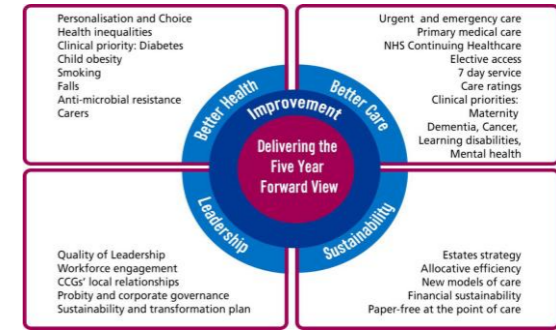 Personalisation and Choice
Health inequalities
Clinical priority: Diabetes
Child obesity
Smoking
Falls
Anti-microbial resistance
Carers
Urgent and emergency care
Primary medical care
NHS Continuing Healthcare
Elective access
7 day service
Care ratings
Clinical priorities:
Maternity
Dementia, Cancer,
Learning disabilities,
Mental health
Better Health
Improvement
Better Care
Delivering the
Five Year
Forward View
Leadership
Sustainability
Quality of Leadership
Workforce engagement
CCGs' local relationships
Probity and corporate governance
Sustainability and transformation plan
Estates strategy
Allocative efficiency
New models of care
Financial sustainability
Paper-free at the point of care